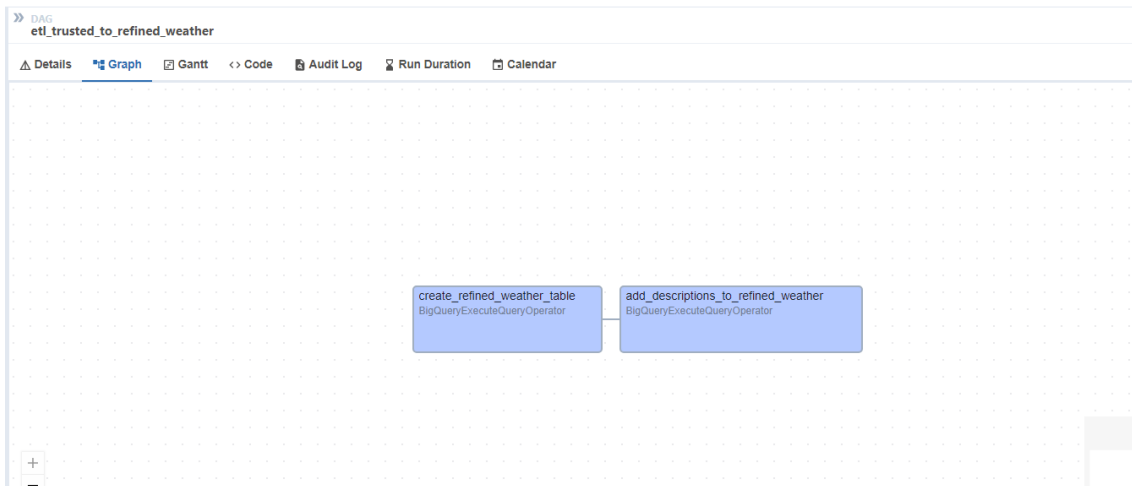 DAG
etl_trusted_to_refined_weather
Details Graph Gantt <> Code Audit Log Run Duration Calendar
create_refined_weather_table add_descriptions_to_refined_weather
BigQueryExecuteQueryOperator BigQueryExecuteQueryOperator